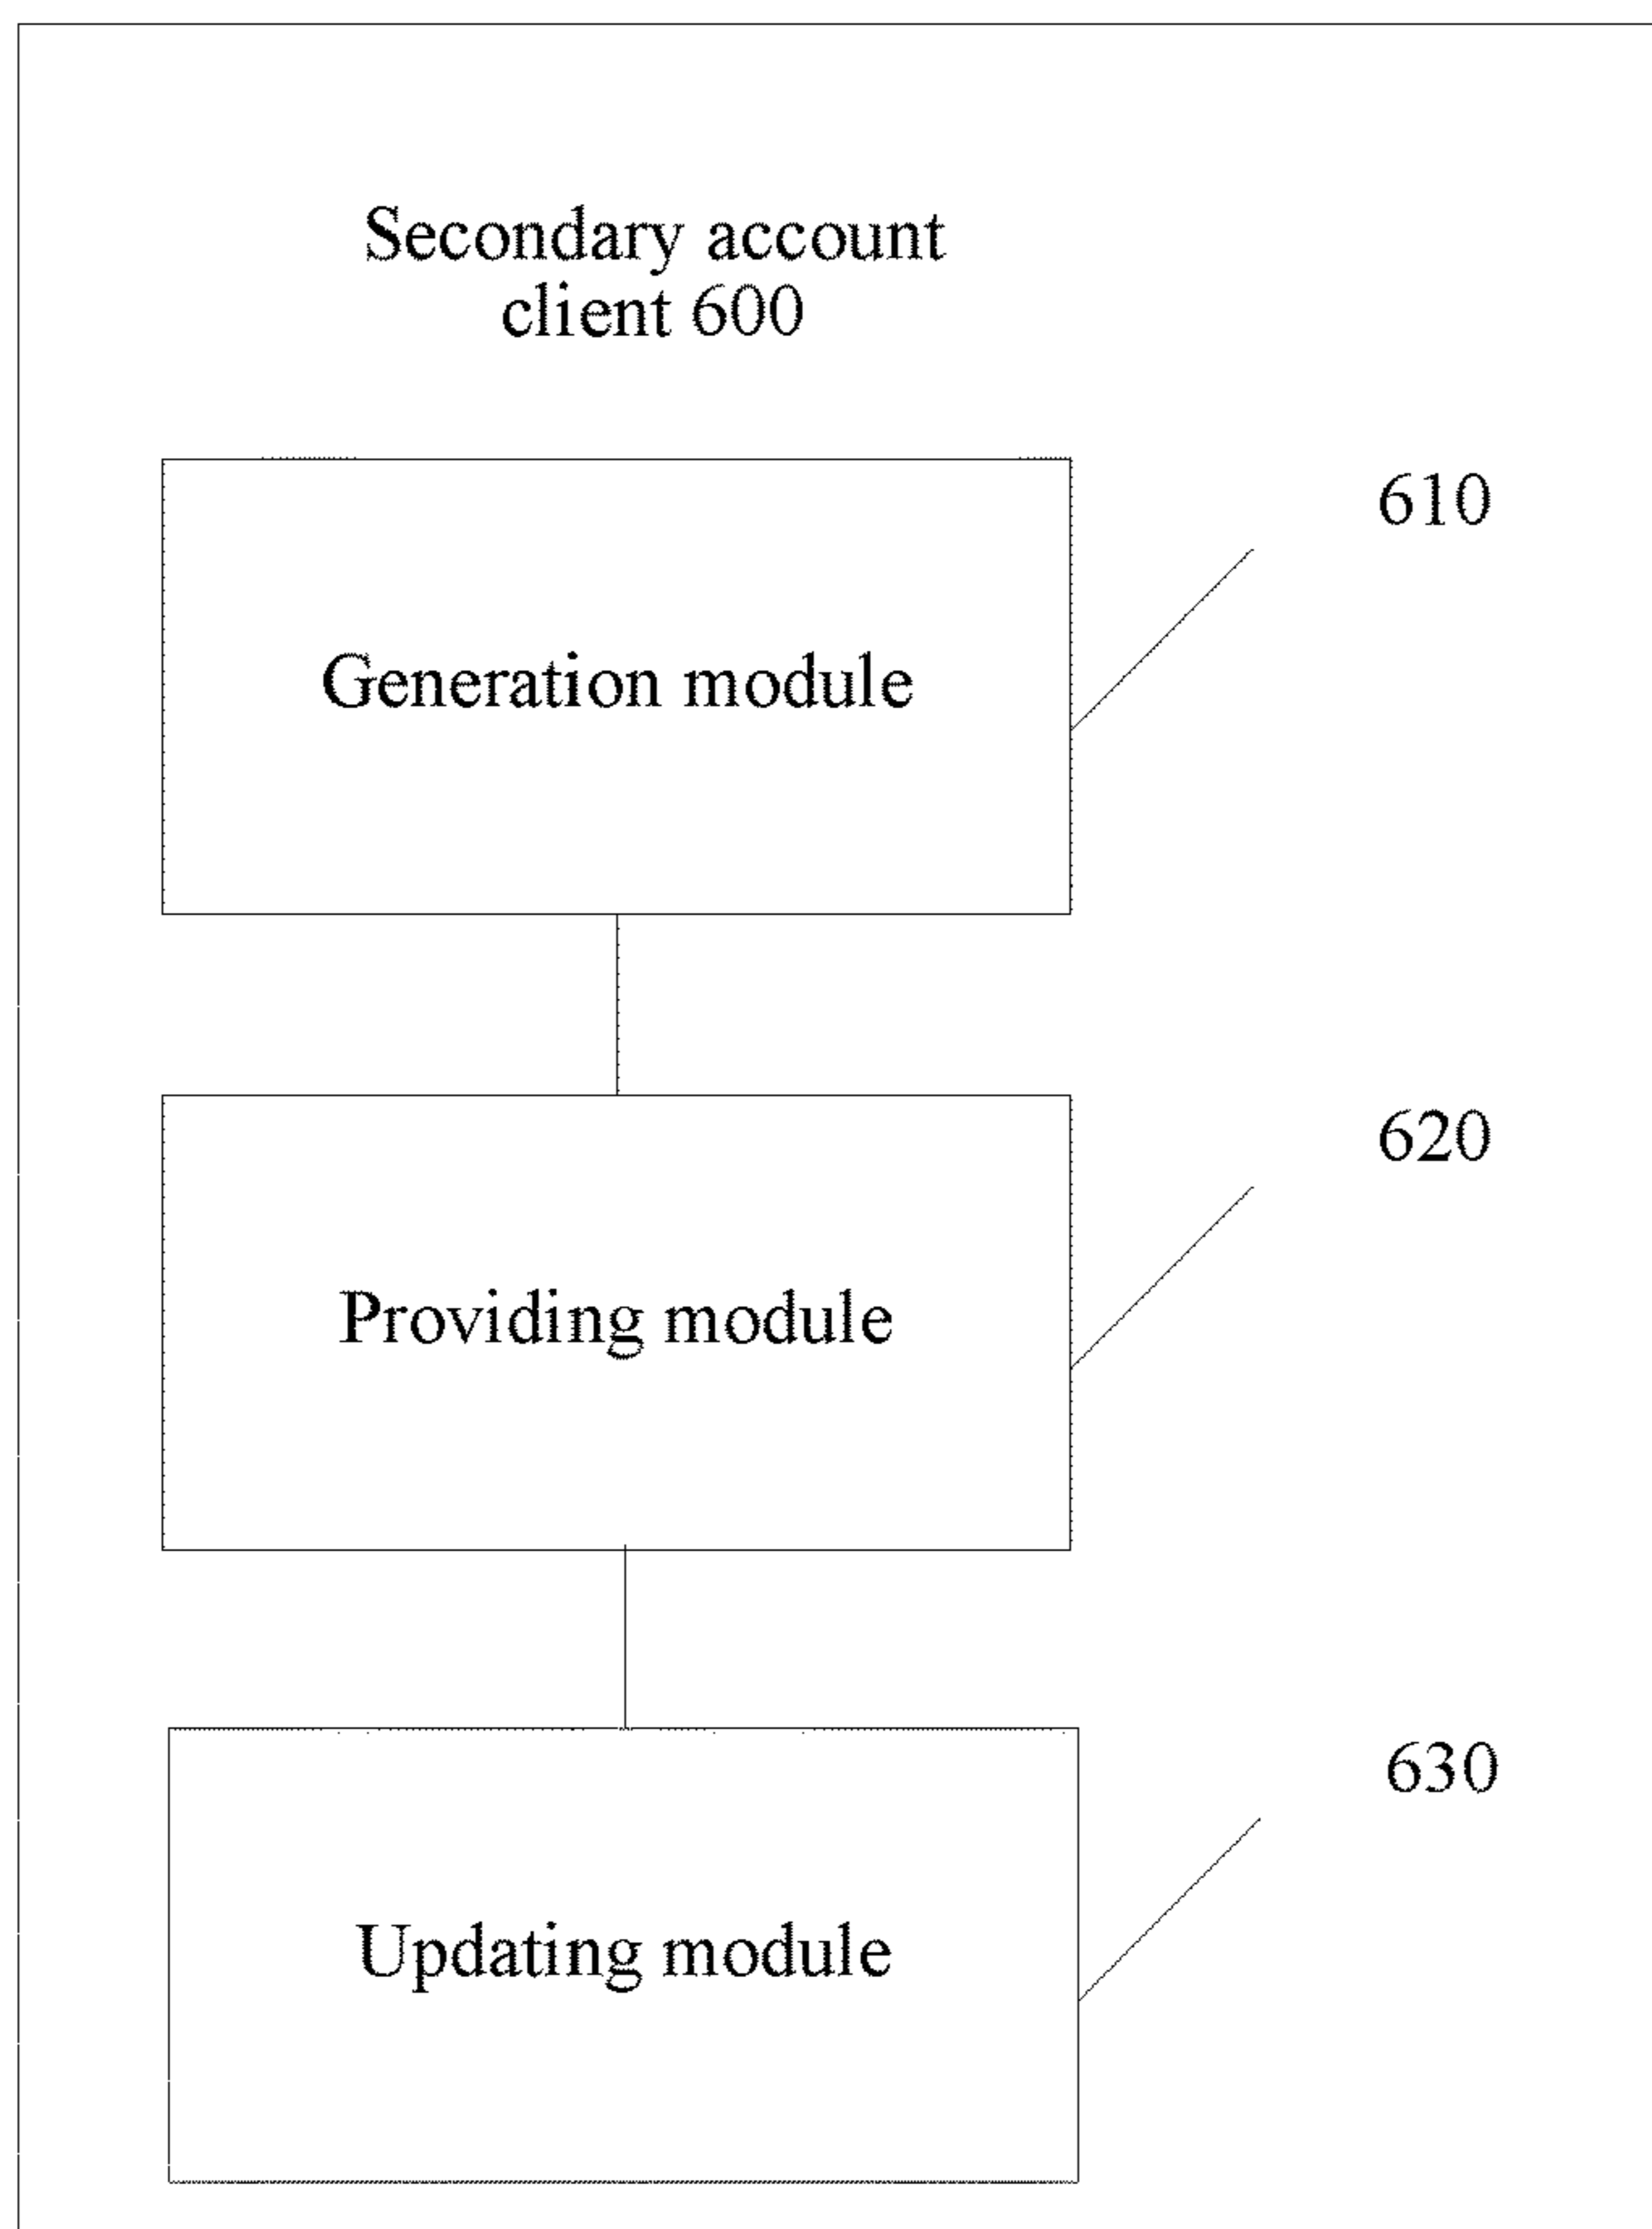 Secondary account
client 600
610
Generation module
620
Providing module
630
Updating module